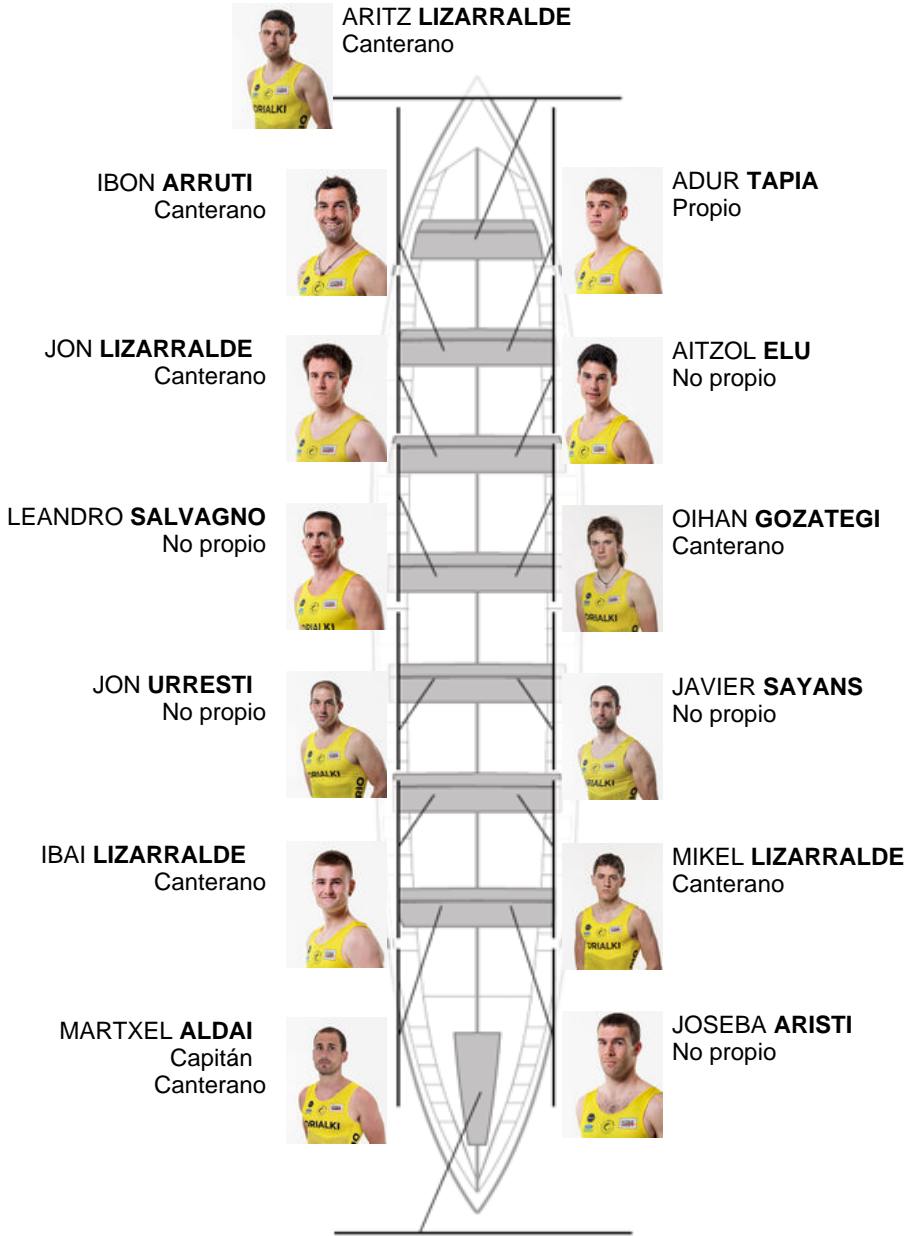 ARITZ LIZARRALDE
Canterano
IBON ARRUTI
Canterano
ADUR TAPIA
Propio
JON LIZARRALDE
Canterano
AITZOL ELU
No propio
LEANDRO SALVAGNO
No propio
OIHAN GOZATEGI
Canterano
JON URRESTI
No propio
JAVIER SAYANS
No propio
IBAI LIZARRALDE
Canterano
MIKEL LIZARRALDE
Canterano
MARTXEL ALDAI
Capitán
Canterano
JOSEBA ARISTI
No propio